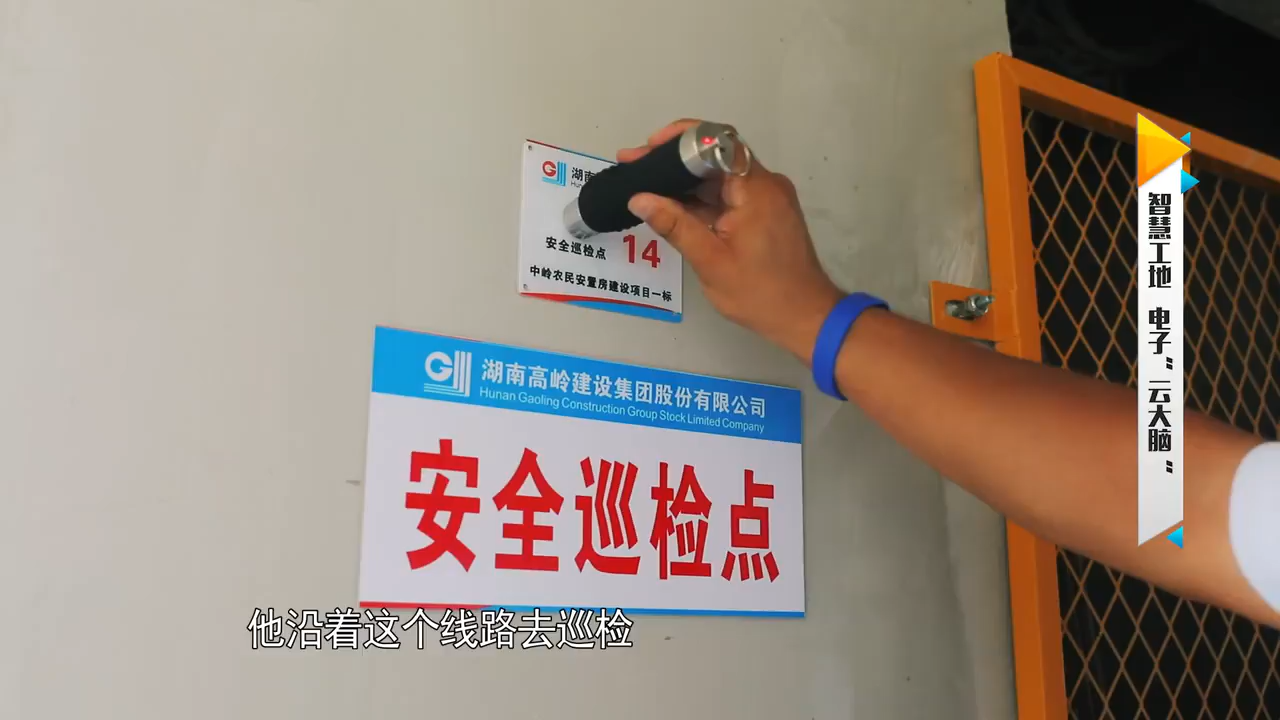 湖南
安全巡检点 14
中岭农民安置房建设项目一标
湖南高岭建设集团股份有限公司
Hunan Gaoling Construction Group Stock Limited Company
安全巡检点
他沿着这个线路去巡检
智慧工地 电子“云大脑”